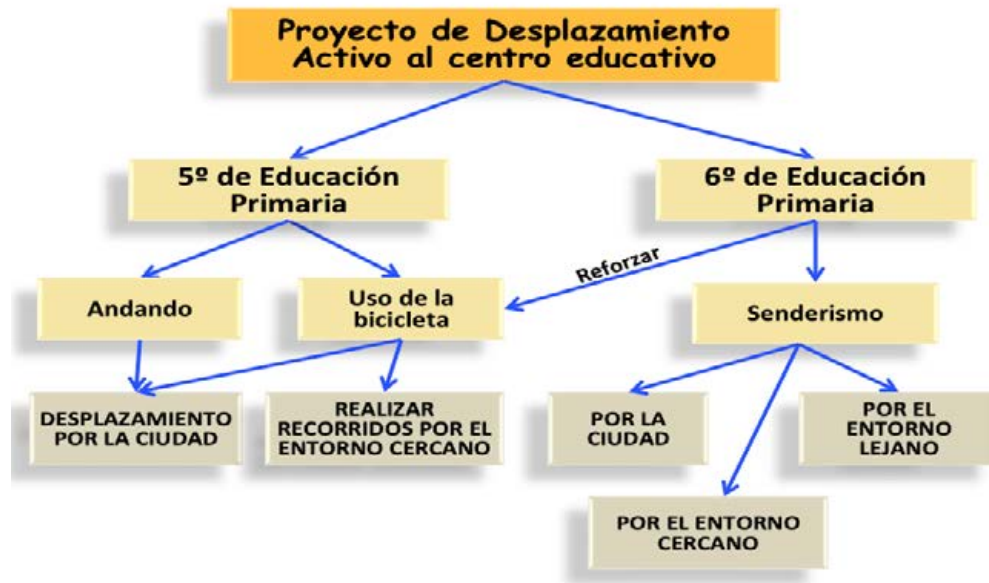 Proyecto de Desplazamiento
Activo al centro educativo
5º de Educación
Primaria
6º de Educación
Primaria
Reforzar
Andando
Uso de la
bicicleta
Senderismo
DESPLAZAMIENTO
POR LA CIUDAD
REALIZAR
RECORRIDOS POR EL
ENTORNO CERCANO
POR LA
CIUDAD
POR EL
ENTORNO
LEJANO
POR EL ENTORNO
CERCANO